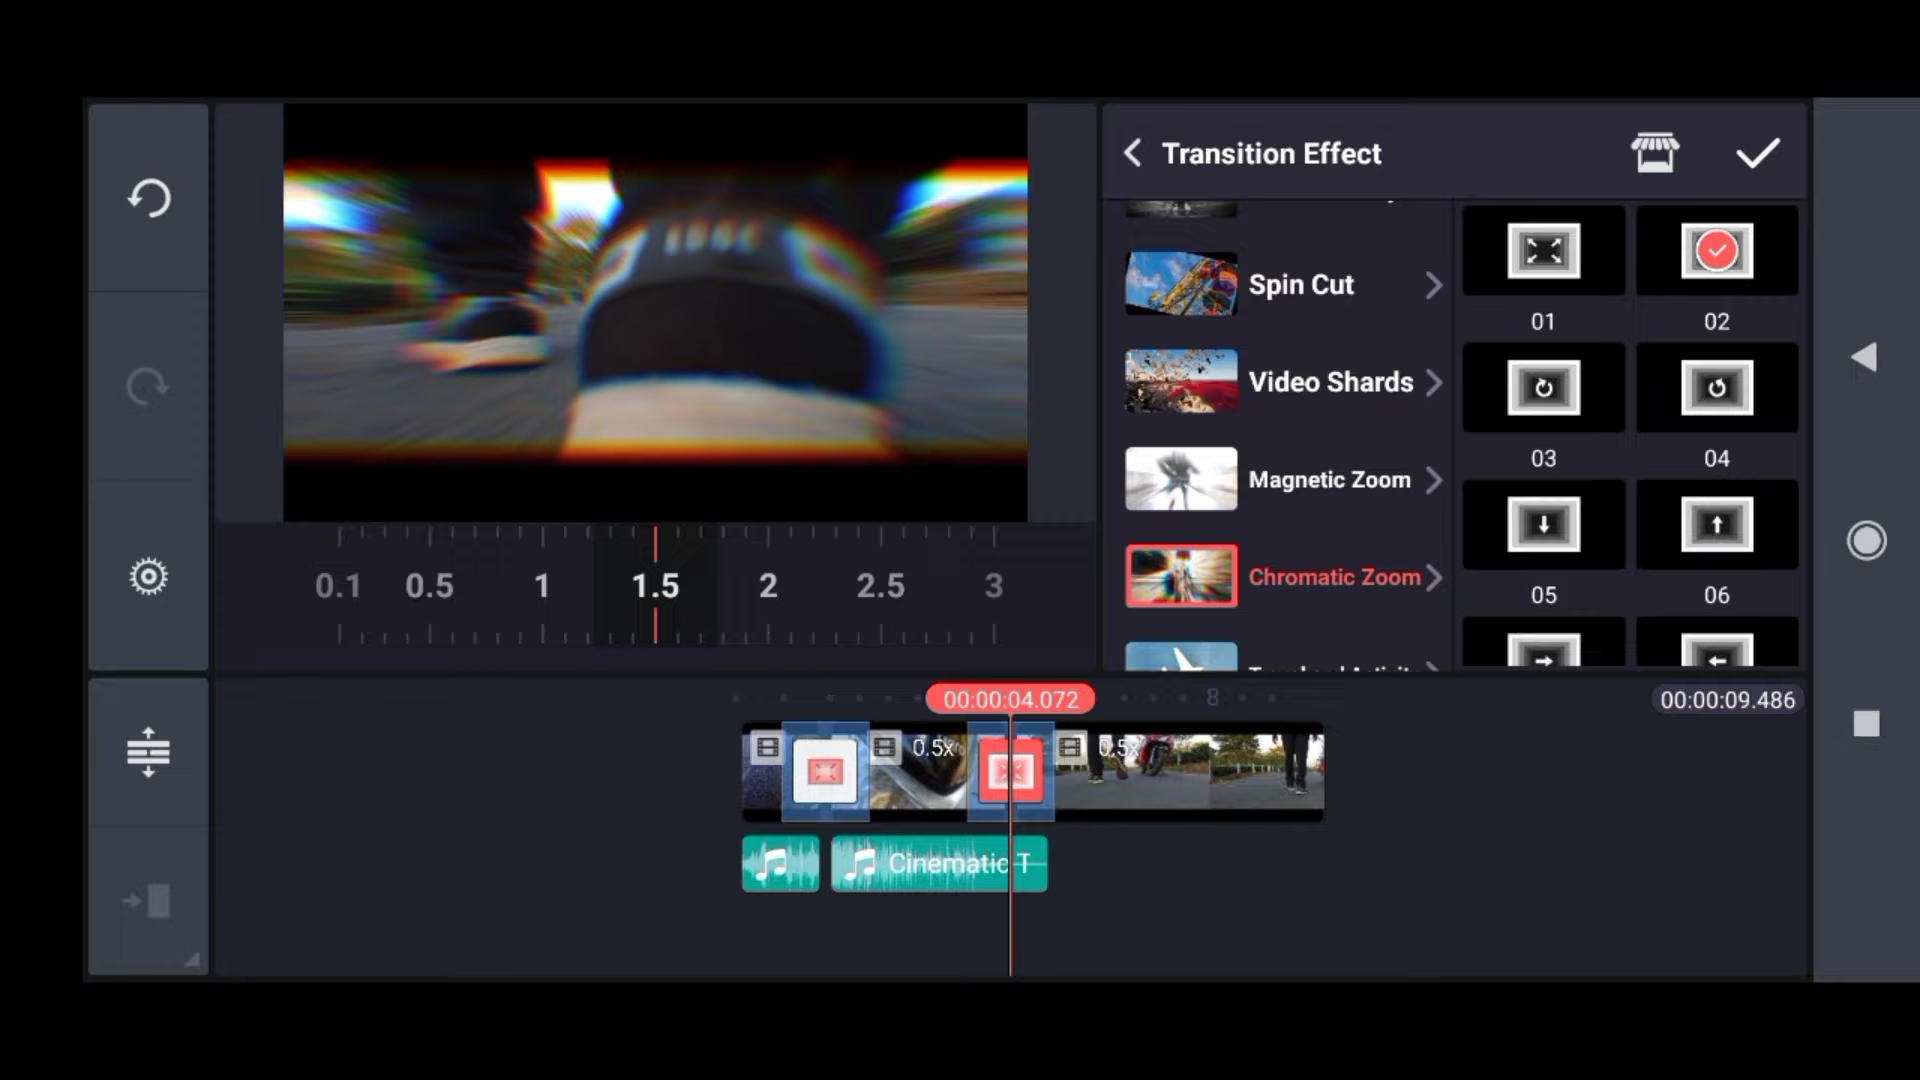 Transition Effect
Spin Cut
Video Shards
Magnetic Zoom
Chromatic Zoom
01
02
03
04
05
06
0.1
0.5
1
1.5
2
2.5
3
00:00:04.072
8
00:00:09.486
0.5x
0.5x
Cinematic T